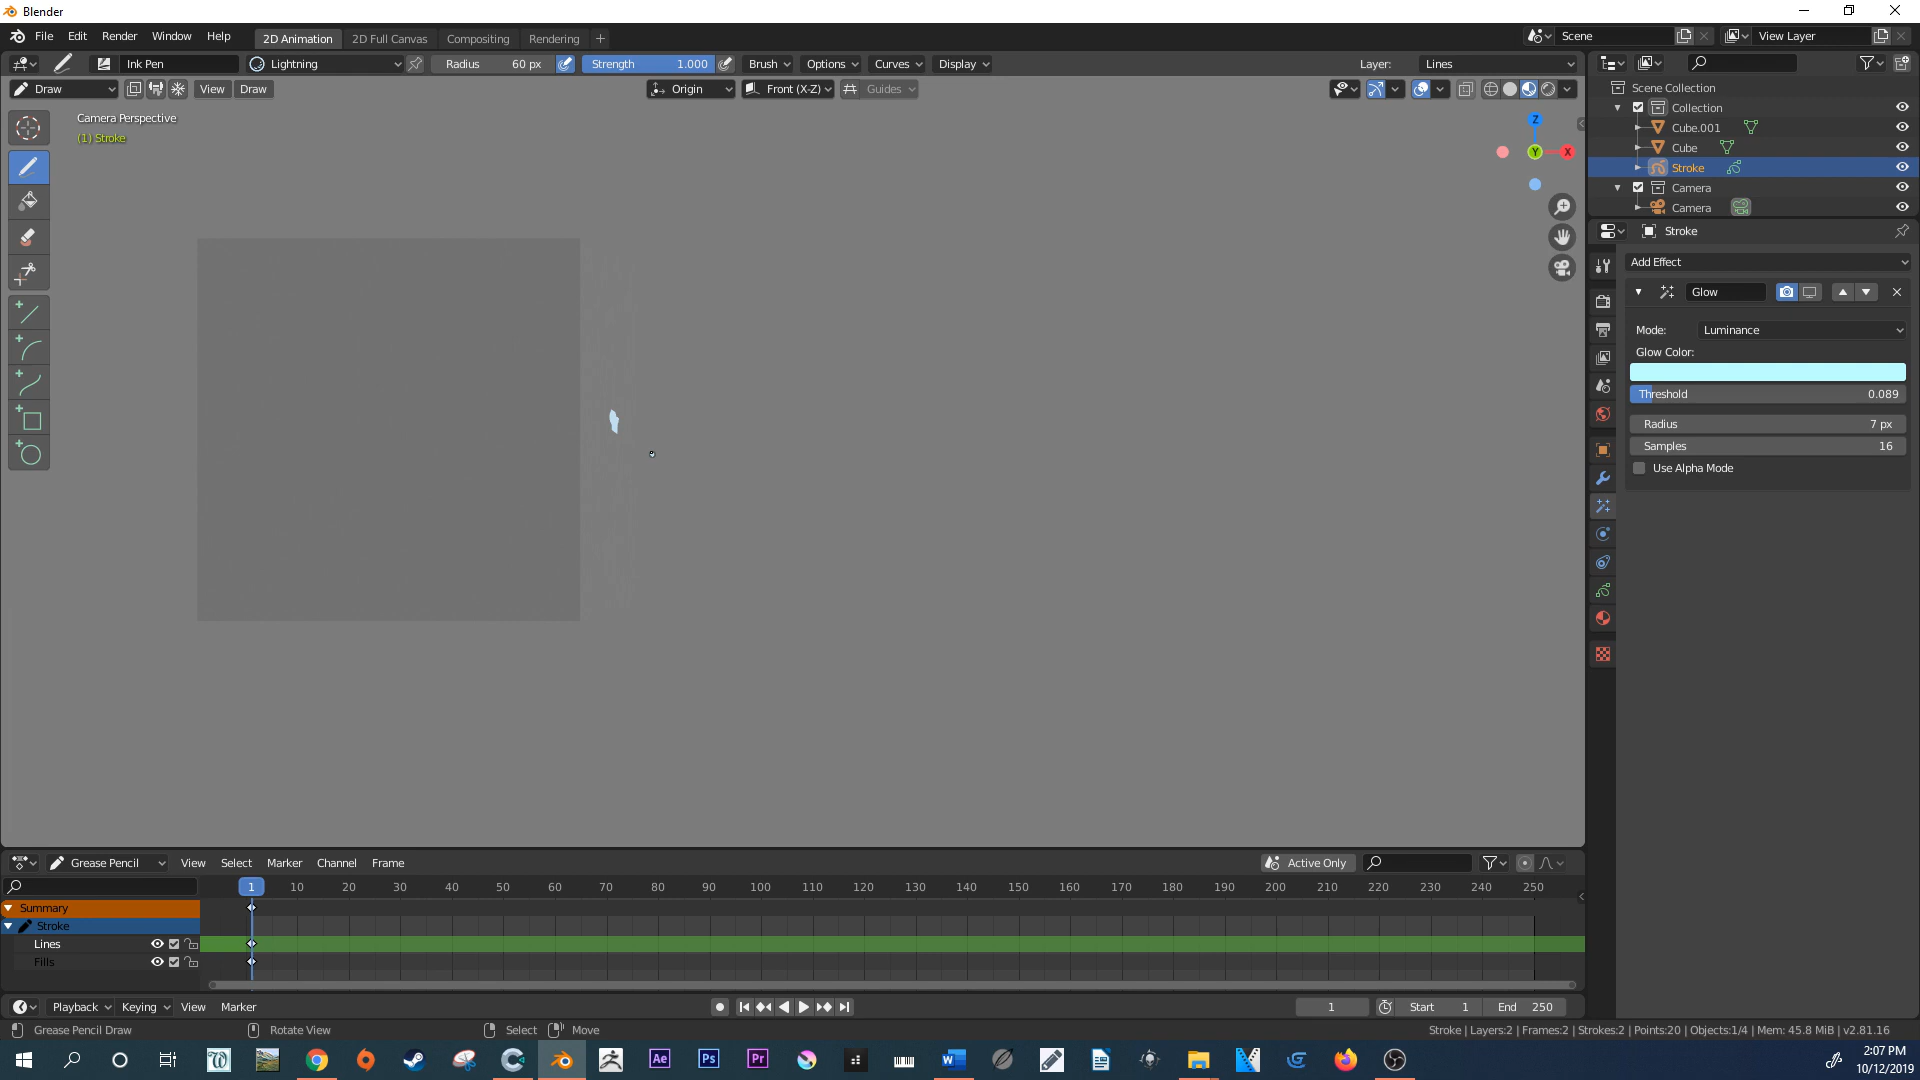 Blender
File Edit Render Window Help
2D Animation 2D Full Canvas Compositing Rendering +
Scene View Layer
Ink Pen Lightning Radius 60 px Strength 1.000 Brush Options Curves Display Layer: Lines
Draw View Draw Origin Front (X-Z) Guides
Camera Perspective
(1) Stroke
Z
Y
X
Scene Collection
Collection
Cube.001
Cube
Stroke
Camera
Camera
Stroke
Add Effect
Glow
Mode: Luminance
Glow Color:
Threshold 0.089
Radius 7 px
Samples 16
Use Alpha Mode
Grease Pencil View Select Marker Channel Frame Active Only
1 10 20 30 40 50 60 70 80 90 100 110 120 130 140 150 160 170 180 190 200 210 220 230 240 250
Summary
Stroke
Lines
Fills
Playback Keying View Marker 1 Start 1 End 250
Grease Pencil Draw Rotate View Select Move Stroke | Layers:2 | Frames:2 | Strokes:2 | Points:20 | Objects:1/4 | Mem: 45.8 MiB | v2.81.16
Ae Ps Pr W
2:07 PM
10/12/2019